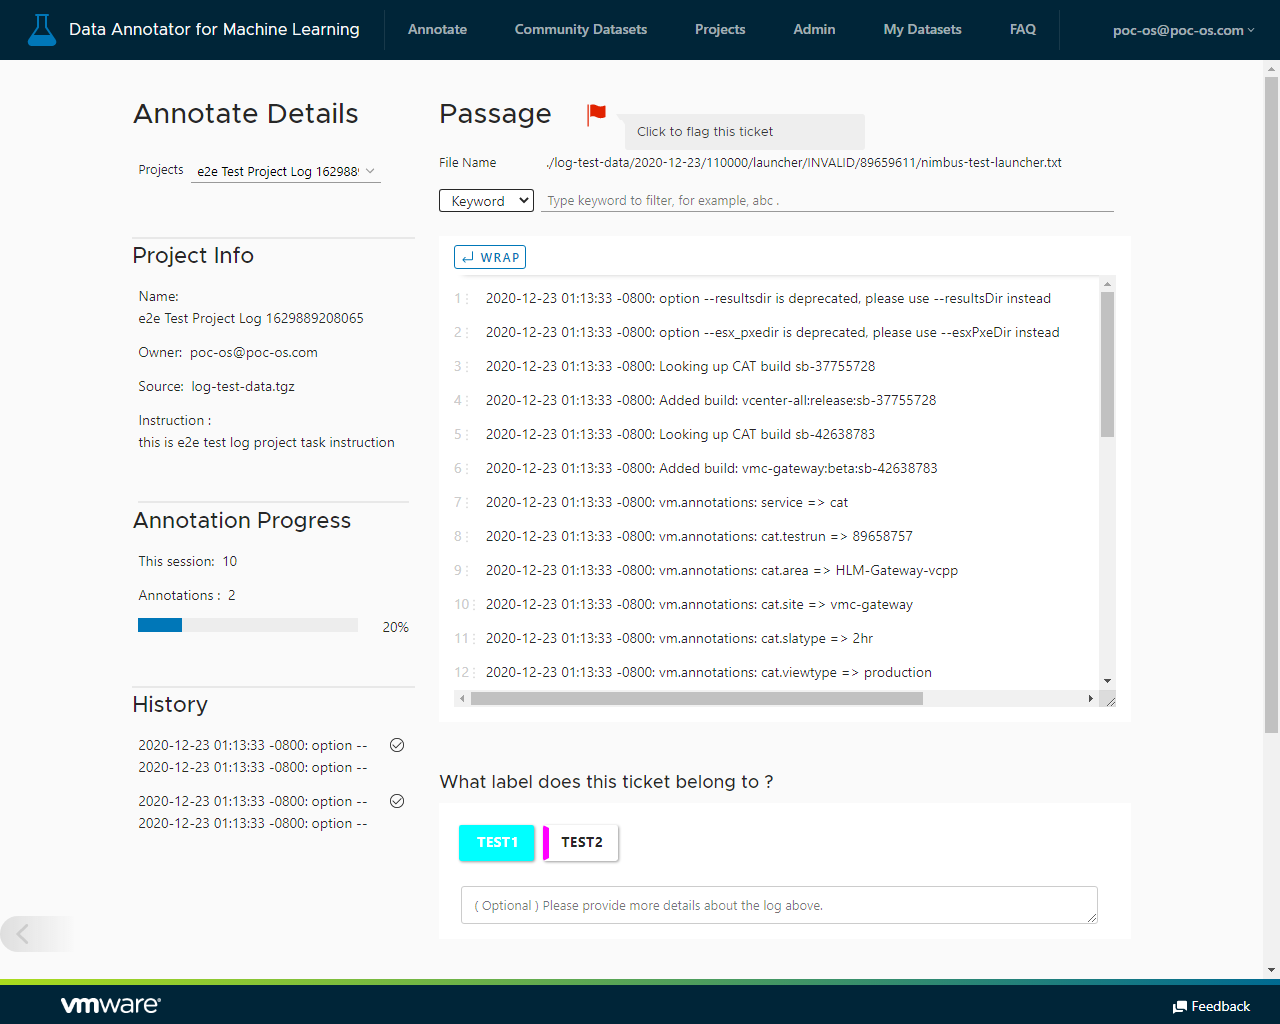 Data Annotator for Machine Learning
Annotate
Community Datasets
Projects
Admin
My Datasets
FAQ
poc-os@poc-os.com
Annotate Details
Projects
e2e Test Project Log 162988
Project Info
Name:
e2e Test Project Log 1629889208065
Owner: poc-os@poc-os.com
Source: log-test-data.tgz
Instruction :
this is e2e test log project task instruction
Annotation Progress
This session: 10
Annotations : 2
20%
History
2020-12-23 01:13:33 -0800: option --
2020-12-23 01:13:33 -0800: option --
2020-12-23 01:13:33 -0800: option --
2020-12-23 01:13:33 -0800: option --
Passage
Click to flag this ticket
File Name
./log-test-data/2020-12-23/110000/launcher/INVALID/89659611/nimbus-test-launcher.txt
Keyword
Type keyword to filter, for example, abc .
WRAP
1 2020-12-23 01:13:33 -0800: option --resultsdir is deprecated, please use --resultsDir instead
2 2020-12-23 01:13:33 -0800: option --esx_pxedir is deprecated, please use --esxPxeDir instead
3 2020-12-23 01:13:33 -0800: Looking up CAT build sb-37755728
4 2020-12-23 01:13:33 -0800: Added build: vcenter-all:release:sb-37755728
5 2020-12-23 01:13:33 -0800: Looking up CAT build sb-42638783
6 2020-12-23 01:13:33 -0800: Added build: vmc-gateway:beta:sb-42638783
7 2020-12-23 01:13:33 -0800: vm.annotations: service => cat
8 2020-12-23 01:13:33 -0800: vm.annotations: cat.testrun => 89658757
9 2020-12-23 01:13:33 -0800: vm.annotations: cat.area => HLM-Gateway-vcpp
10 2020-12-23 01:13:33 -0800: vm.annotations: cat.site => vmc-gateway
11 2020-12-23 01:13:33 -0800: vm.annotations: cat.slatype => 2hr
12 2020-12-23 01:13:33 -0800: vm.annotations: cat.viewtype => production
What label does this ticket belong to ?
TEST1
TEST2
( Optional ) Please provide more details about the log above.
vmware
Feedback